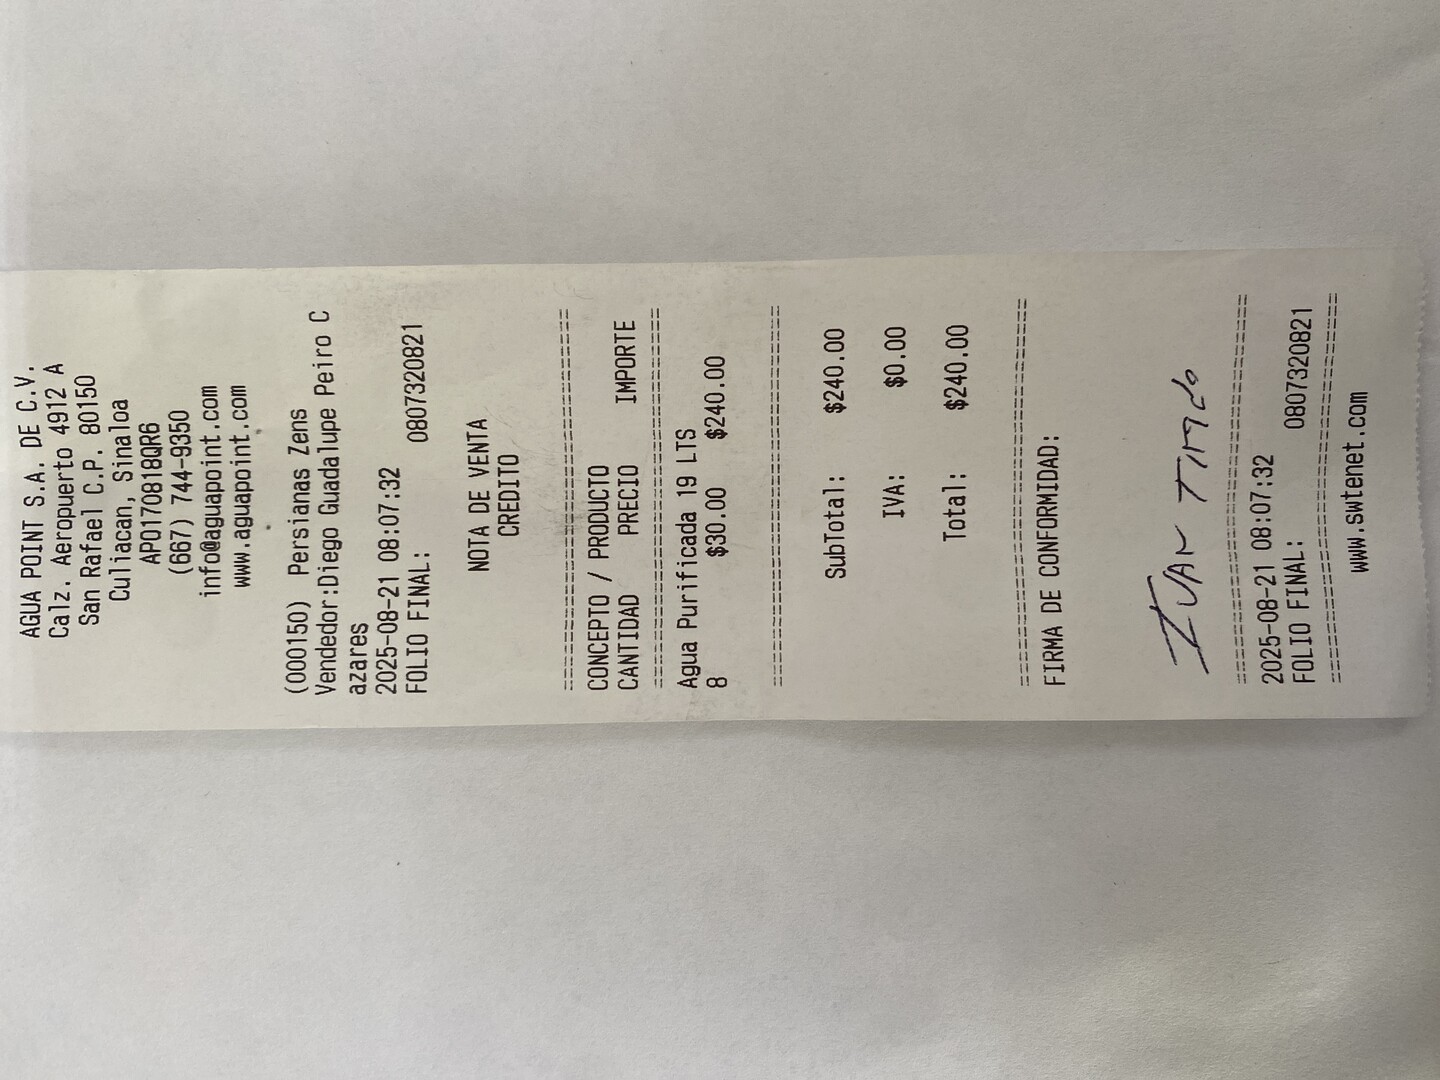 AGUA POINT S.A. DE C.V.
Calz. Aeropuerto 4912 A
San Rafael C.P. 80150
Culiacan, Sinaloa
APO170818QR6
(667) 744-9350
info@aguapoint.com
www.aguapoint.com
(000150) Persianas Zens
Vendedor:Diego Guadalupe Peiro C
azares
2025-08-21 08:07:32
FOLIO FINAL: 0807320821
NOTA DE VENTA
CREDITO
================================
CONCEPTO / PRODUCTO
CANTIDAD PRECIO IMPORTE
================================
Agua Purificada 19 LTS
8 $30.00 $240.00
================================
SubTotal: $240.00
IVA: $0.00
Total: $240.00
================================
FIRMA DE CONFORMIDAD:
IVAN
================================
2025-08-21 08:07:32
FOLIO FINAL: 0807320821
================================
www.swtenet.com